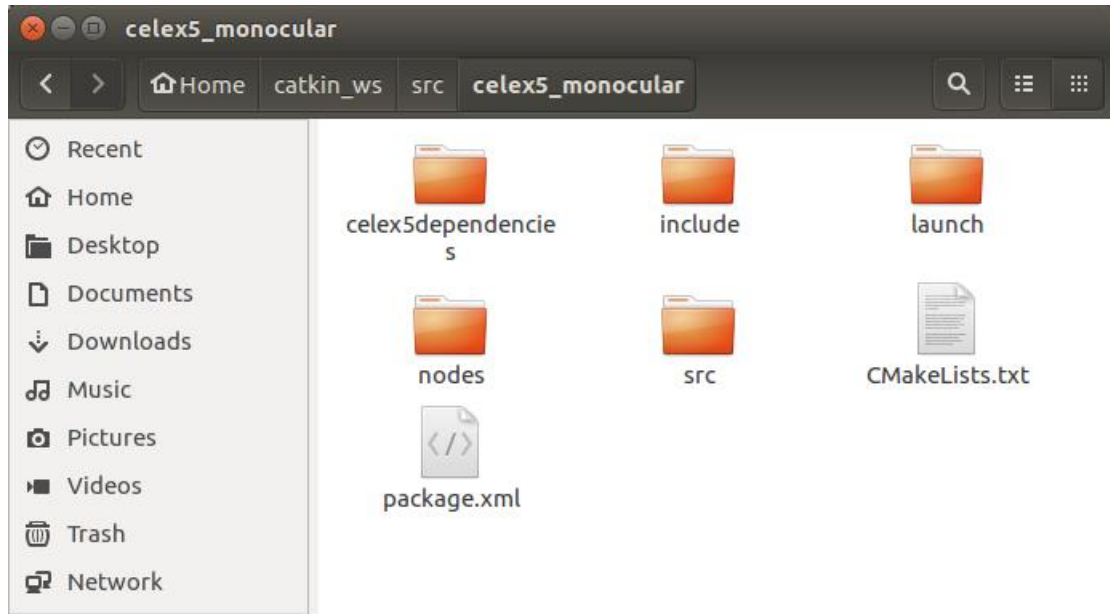 celex5_monocular
Home catkin_ws src celex5_monocular
Recent
Home
Desktop
Documents
Downloads
Music
Pictures
Videos
Trash
Network
celex5dependencie
s
include
launch
nodes
src
CMakeLists.txt
package.xml